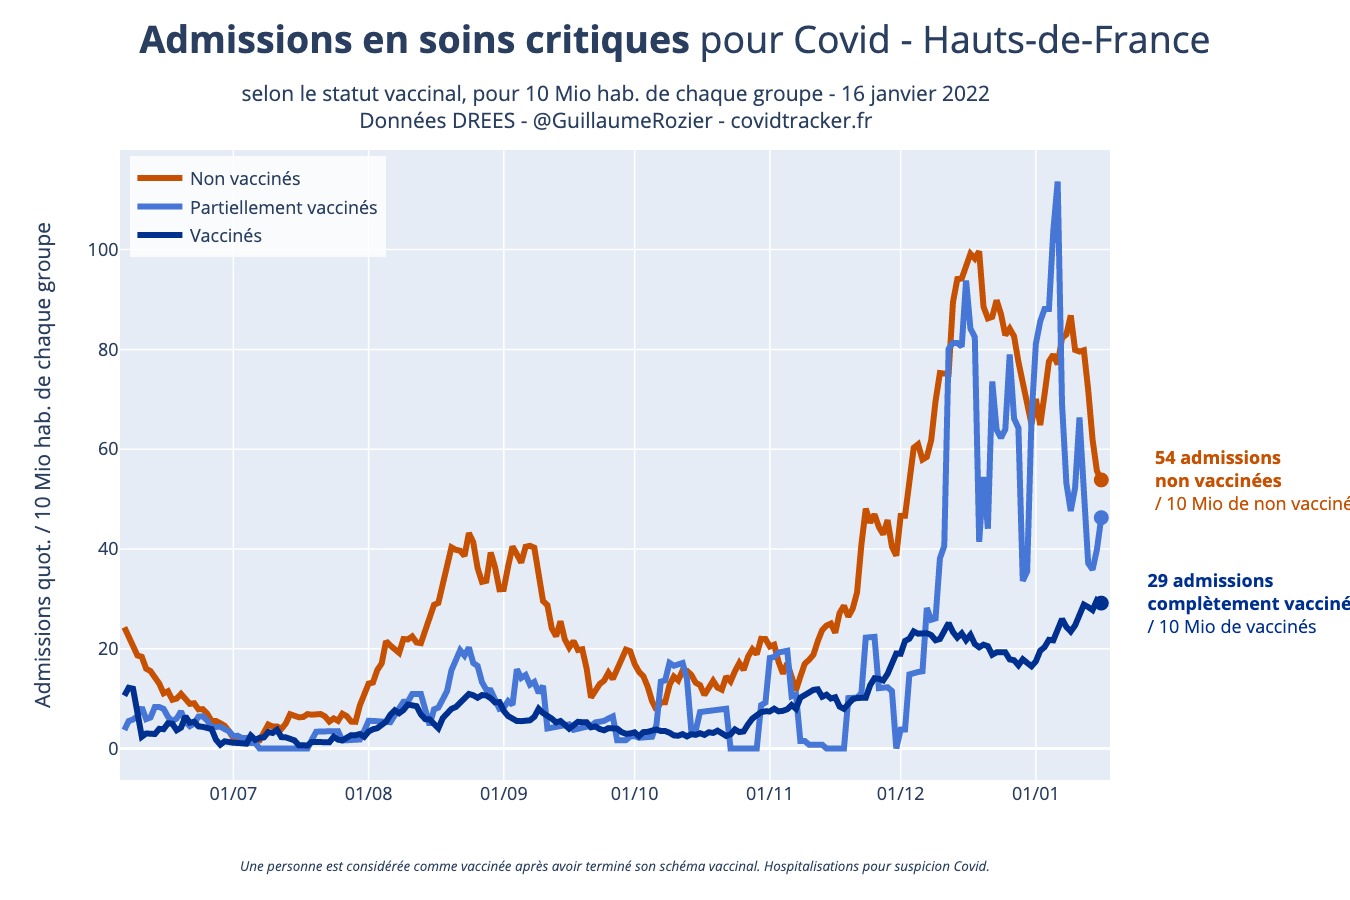 Admissions en soins critiques pour Covid - Hauts-de-France
selon le statut vaccinal, pour 10 Mio hab. de chaque groupe - 16 janvier 2022
Données DREES - @GuillaumeRozier - covidtracker.fr
Non vaccinés
Partiellement vaccinés
Vaccinés
Admissions quot. / 10 Mio hab. de chaque groupe
100
80
60
40
20
0
01/07
01/08
01/09
01/10
01/11
01/12
01/01
54 admissions
non vaccinées
/ 10 Mio de non vacciné
29 admissions
complètement vacciné
/ 10 Mio de vaccinés
Une personne est considérée comme vaccinée après avoir terminé son schéma vaccinal. Hospitalisations pour suspicion Covid.